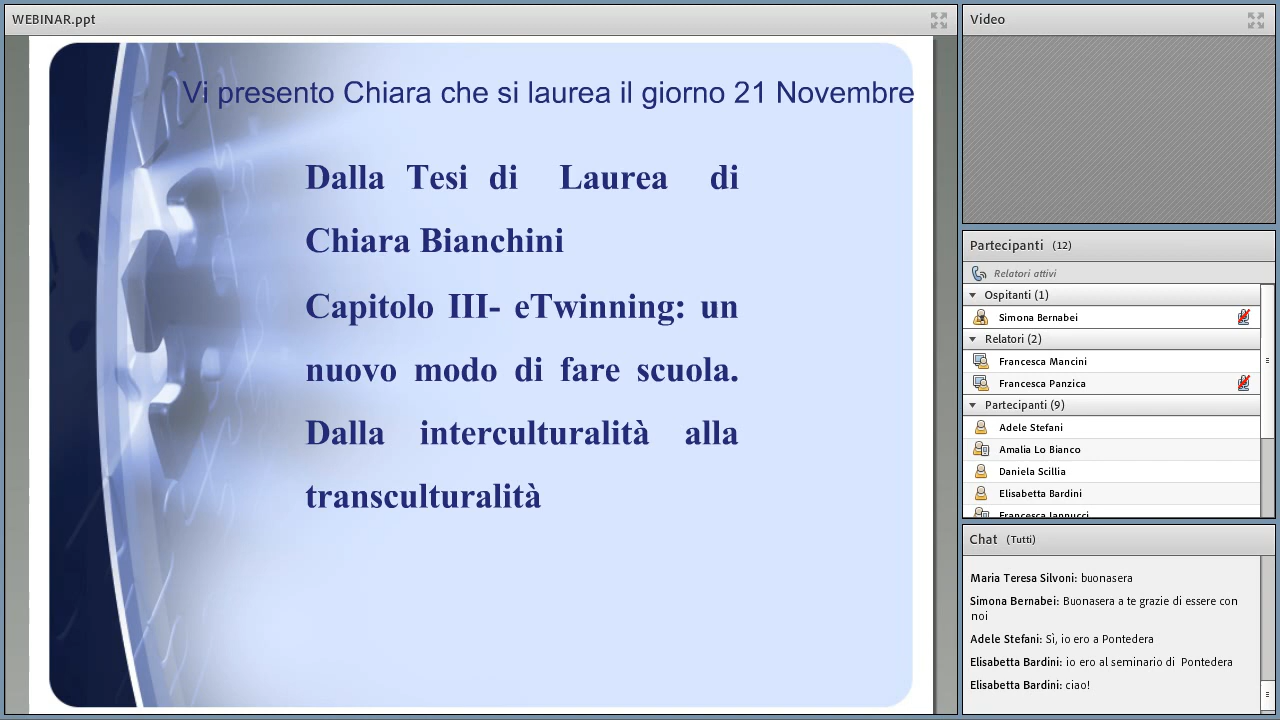 WEBINAR.ppt
Vi presento Chiara che si laurea il giorno 21 Novembre
Dalla Tesi di Laurea di
Chiara Bianchini
Capitolo III- eTwinning: un
nuovo modo di fare scuola.
Dalla interculturalità alla
transculturalità
Video
Partecipanti (12)
Relatori attivi
Ospitanti (1)
Simona Bernabei
Relatori (2)
Francesca Mancini
Francesca Panzica
Partecipanti (9)
Adele Stefani
Amalia Lo Bianco
Daniela Scillia
Elisabetta Bardini
Francesca Iannucci
Chat (Tutti)
Maria Teresa Silvoni: buonasera
Simona Bernabei: Buonasera a te grazie di essere con
noi
Adele Stefani: Sì, io ero a Pontedera
Elisabetta Bardini: io ero al seminario di Pontedera
Elisabetta Bardini: ciao!